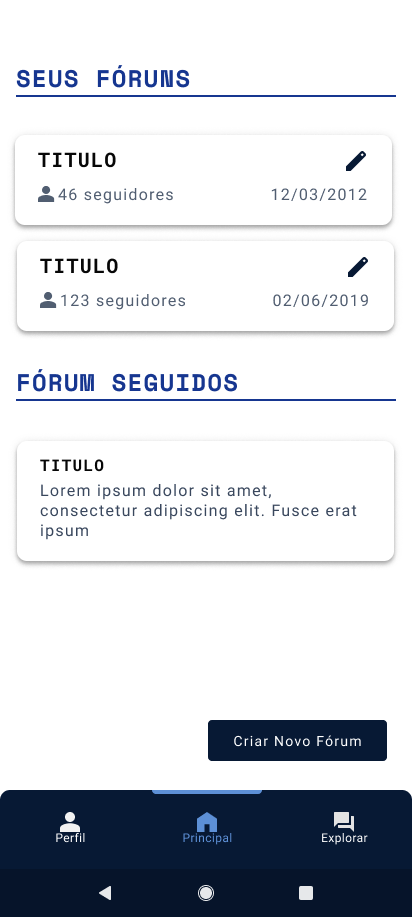 SEUS FÓRUNS
TITULO
46 seguidores 12/03/2012
TITULO
123 seguidores 02/06/2019
FÓRUM SEGUIDOS
TITULO
Lorem ipsum dolor sit amet,
consectetur adipiscing elit. Fusce erat
ipsum
Criar Novo Fórum
Perfil Principal Explorar